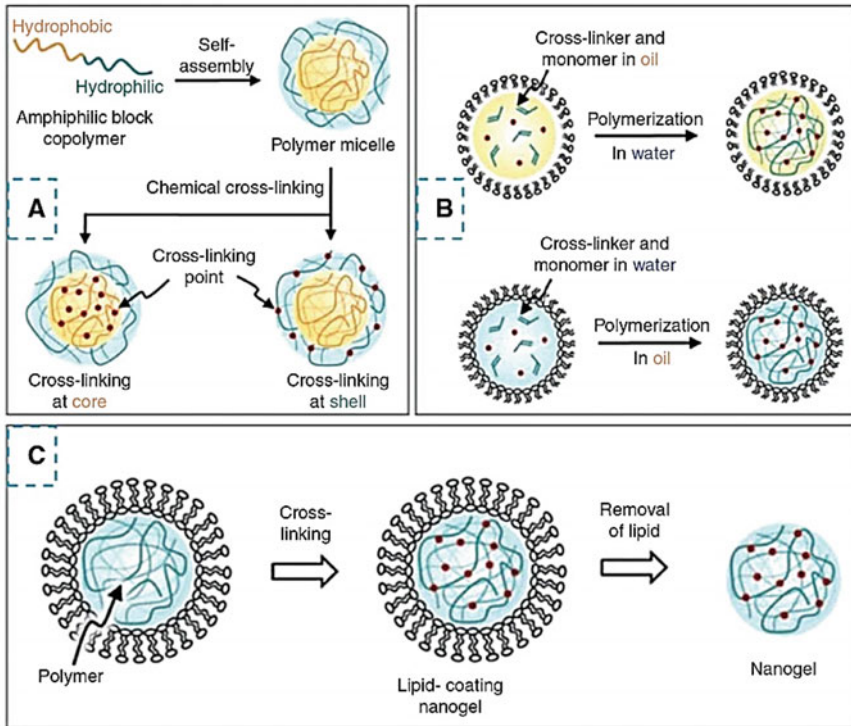 Hydrophobic
Hydrophilic
Amphiphilic block
copolymer
Self-
assembly
Polymer micelle
Chemical cross-linking
A
Cross-linking
point
Cross-linking
at core
Cross-linking
at shell
Cross-linker and
monomer in oil
Polymerization
In water
B
Cross-linker and
monomer in water
Polymerization
In oil
C
Polymer
Cross-
linking
Lipid- coating
nanogel
Removal
of lipid
Nanogel